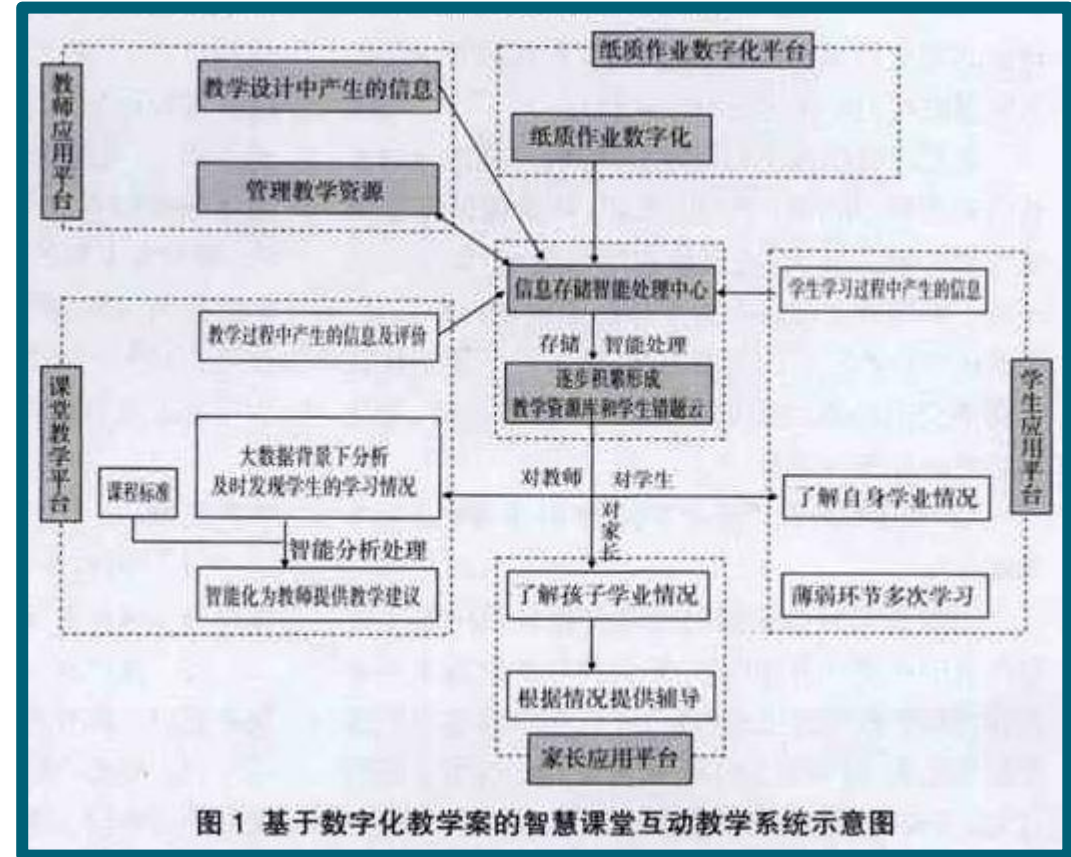 纸质作业数字化平台
教师应用平台
教学设计中产生的信息
纸质作业数字化
管理教学资源
信息存储智能处理中心
学生学习过程中产生的信息
教学过程中产生的信息及评价
存储 智能处理
逐步积累形成
教学资源库和学生错题云
课堂教学平台
学生应用平台
大数据背景下分析
及时发现学生的学习情况
课程标准
对教师 对学生
对家长
了解自身学业情况
智能分析处理
智能化为教师提供教学建议
了解孩子学业情况
薄弱环节多次学习
根据情况提供辅导
家长应用平台
图 1 基于数字化教学案的智慧课堂互动教学系统示意图